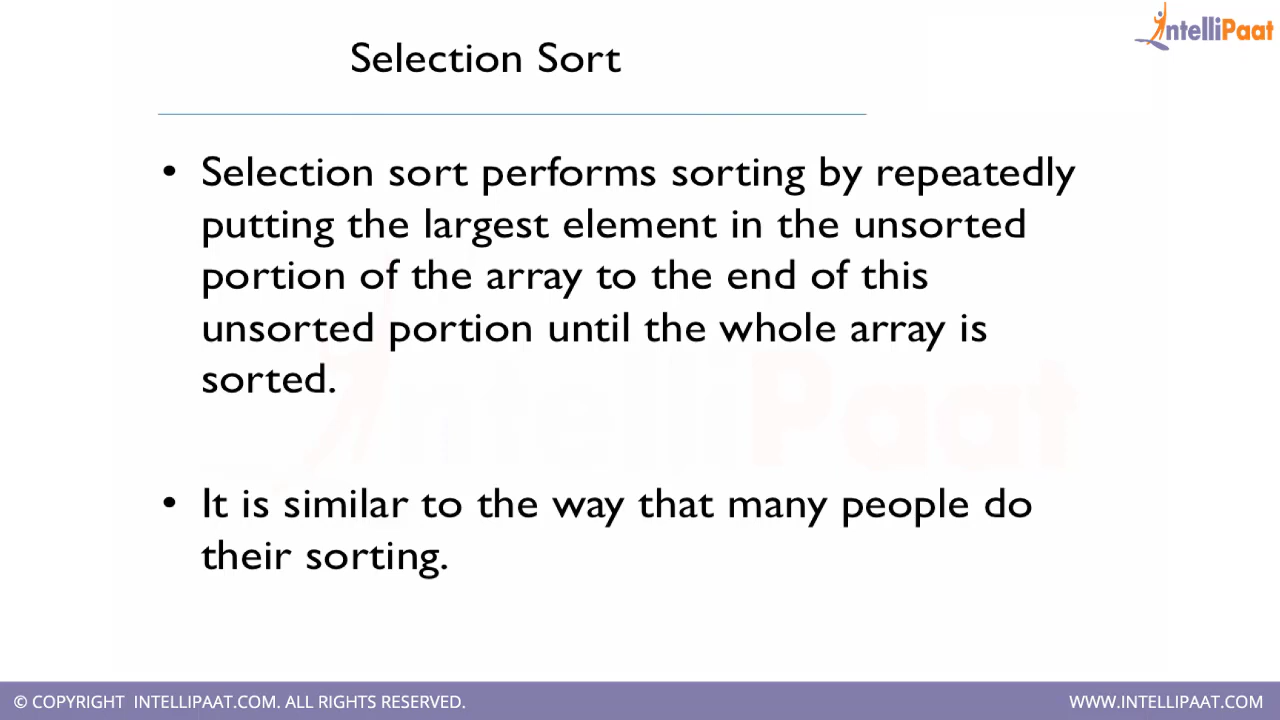 IntelliPaat
Selection Sort
• Selection sort performs sorting by repeatedly
putting the largest element in the unsorted
portion of the array to the end of this
unsorted portion until the whole array is
sorted.
IntelliPaat
• It is similar to the way that many people do
their sorting.
© COPYRIGHT INTELLIPAAT.COM. ALL RIGHTS RESERVED.
WWW.INTELLIPAAT.COM